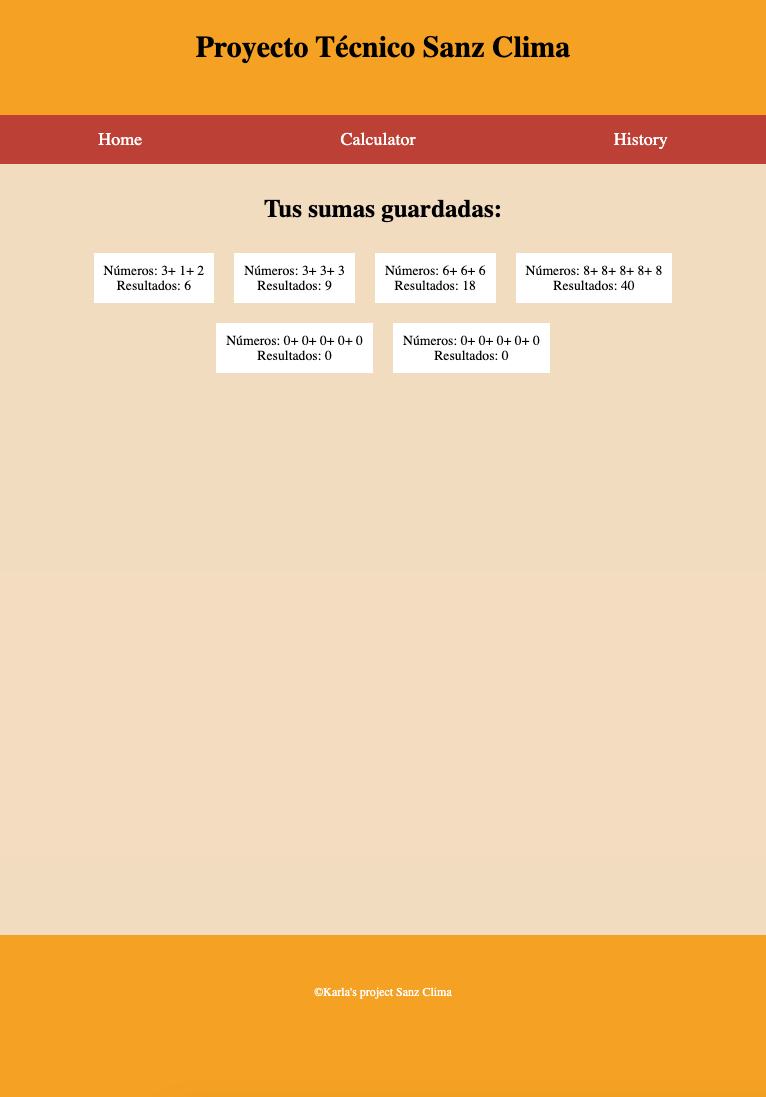 Proyecto Técnico Sanz Clima
Home
Calculator
History
Tus sumas guardadas:
Números: 3+ 1+ 2
Resultados: 6
Números: 3+ 3+ 3
Resultados: 9
Números: 6+ 6+ 6
Resultados: 18
Números: 8+ 8+ 8+ 8+ 8
Resultados: 40
Números: 0+ 0+ 0+ 0+ 0
Resultados: 0
Números: 0+ 0+ 0+ 0+ 0
Resultados: 0
©Karla's project Sanz Clima